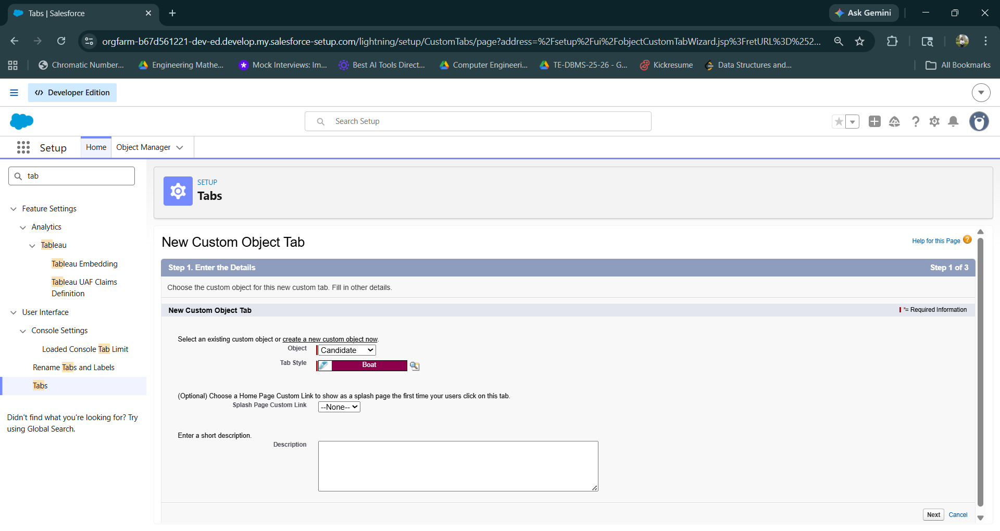 Tabs | Salesforce
Ask Gemini
orgfarm-b67d561221-dev-ed.develop.my.salesforce-setup.com/lightning/setup/CustomTabs/page?address=%2Fsetup%2Fui%2FobjectCustomTabWizard.jsp%3FretURL%3D%252...
Chromatic Number...
Engineering Mathe...
Mock Interviews: Im...
Best AI Tools Direct...
Computer Engineeri...
TE-DBMS-25-26 - G...
Kickresume
Data Structures and...
All Bookmarks
Developer Edition
Search Setup
Setup
Home
Object Manager
tab
Feature Settings
Analytics
Tableau
Tableau Embedding
Tableau UAF Claims
Definition
User Interface
Console Settings
Loaded Console Tab Limit
Rename Tabs and Labels
Tabs
Didn't find what you're looking for? Try
using Global Search.
SETUP
Tabs
New Custom Object Tab
Help for this Page
Step 1. Enter the Details
Step 1 of 3
Choose the custom object for this new custom tab. Fill in other details.
New Custom Object Tab
*= Required Information
Select an existing custom object or create a new custom object now.
Object
Candidate
Tab Style
Boat
(Optional) Choose a Home Page Custom Link to show as a splash page the first time your users click on this tab.
Splash Page Custom Link
--None--
Enter a short description.
Description
Next
Cancel